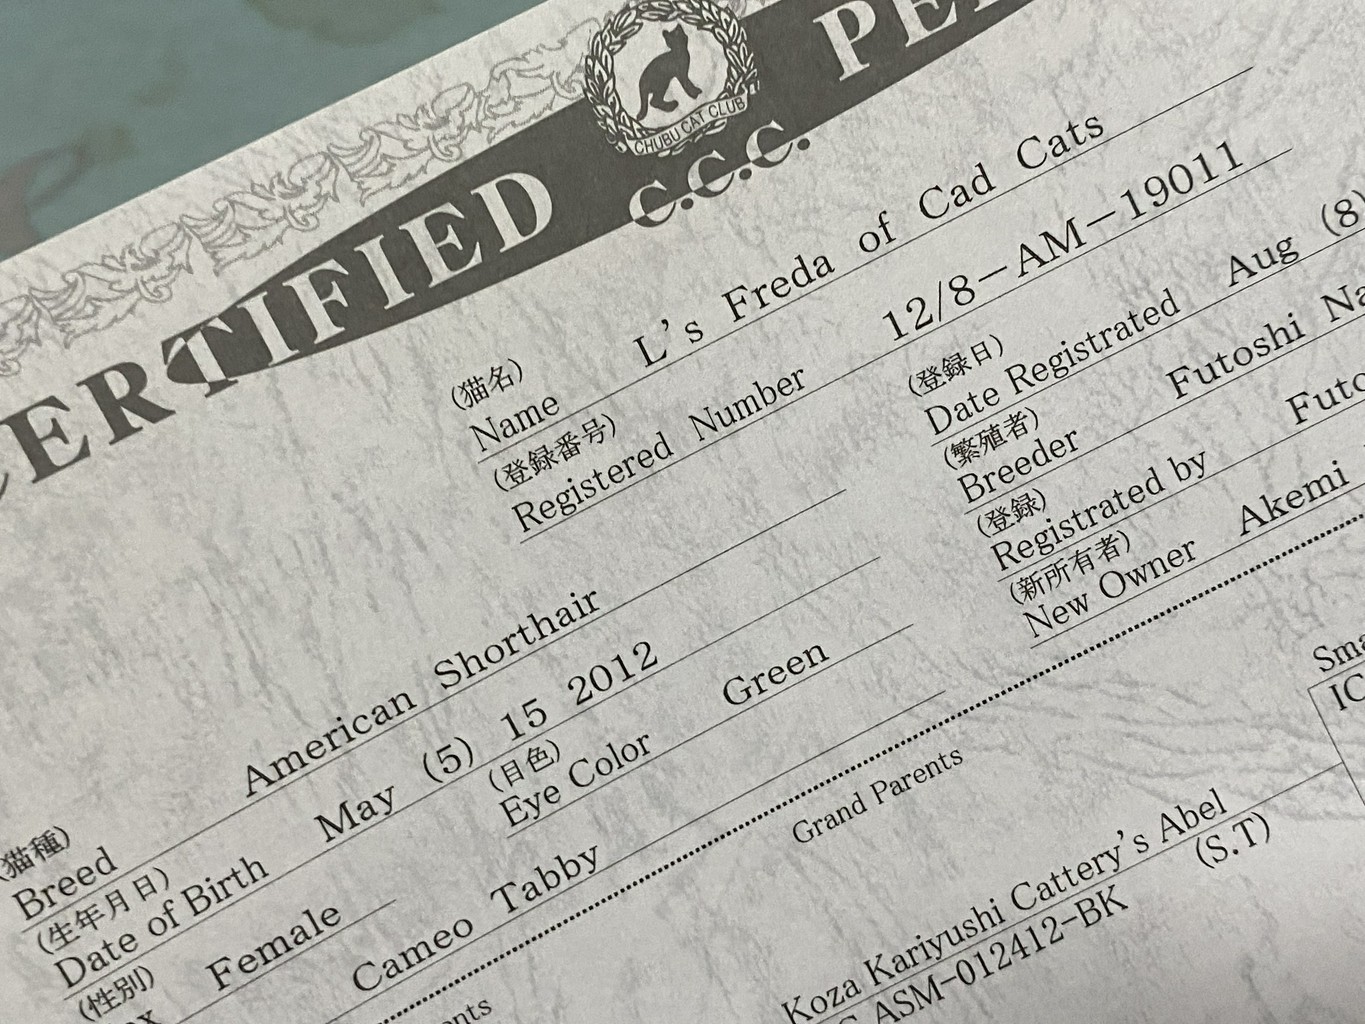 CERTIFIED
CHUBU CAT CLUB
C.C.C.
(猫名)
Name L's Freda of Cad Cats
(登録番号)
Registered Number 12/8-AM-19011
(登録日)
Date Registrated Aug (8)
(繁殖者)
Breeder Futoshi
(登録)
Registrated by
(新所有者)
New Owner Akemi
(猫種)
Breed American Shorthair
(生年月日)
Date of Birth May (5) 15 2012
(性別)
Female
(目色)
Eye Color Green
Cameo Tabby
Grand Parents
Koza Kariyushi Cattery's Abel
ASM-012412-BK (S.T)